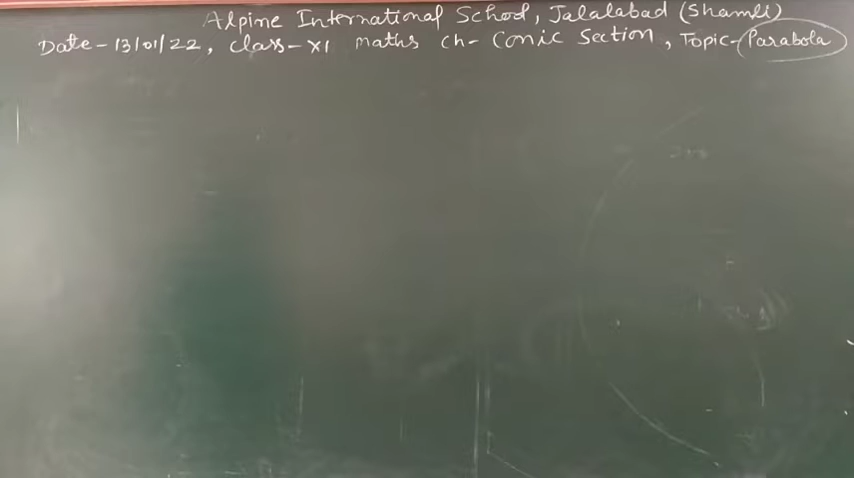 Alpine International School, Jalalabad (Shamli)
Date - 13/01/22, Class - XI maths Ch- Conic Section, Topic - Parabola